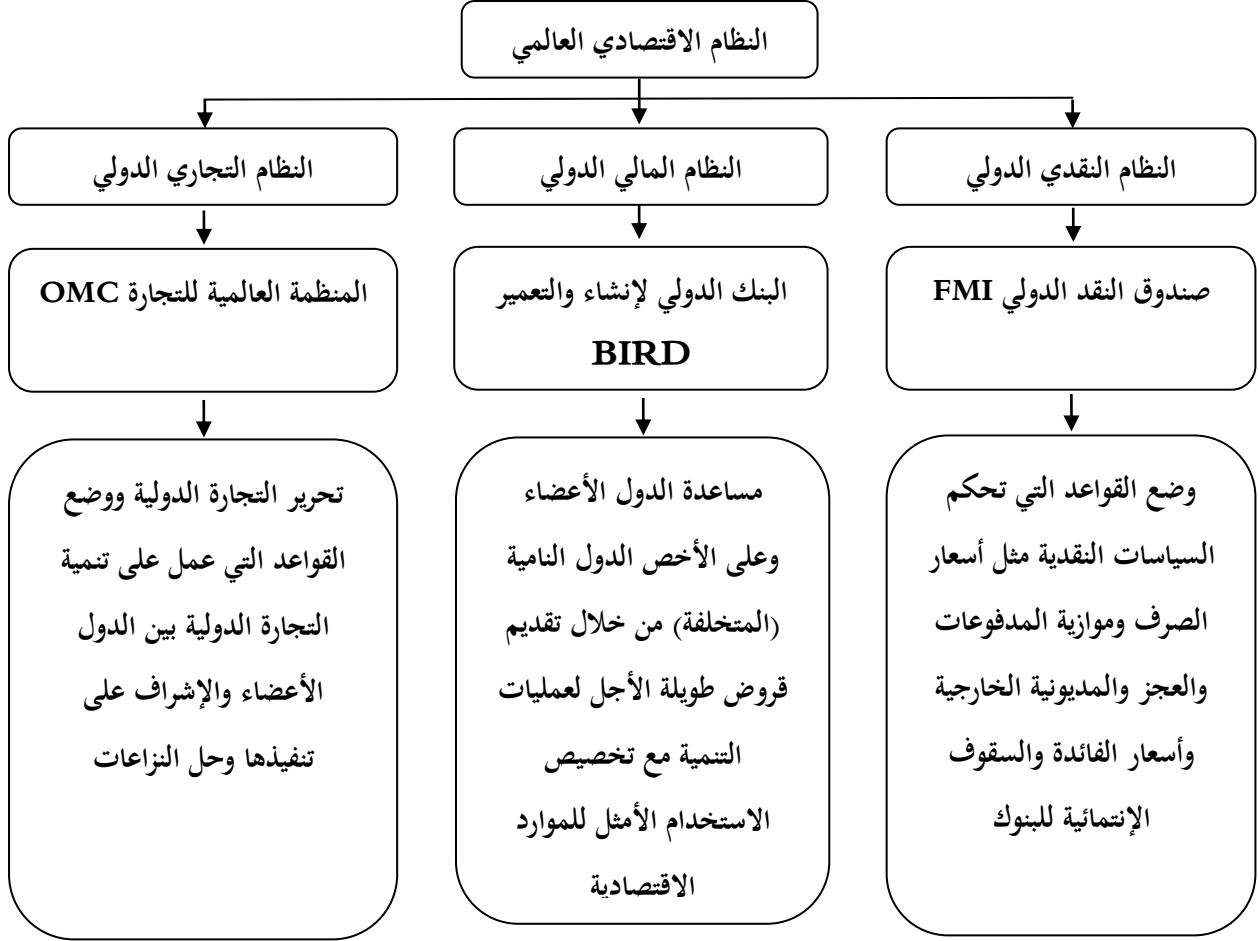 النظام الاقتصادي العالمي
النظام النقدي الدولي
النظام المالي الدولي
النظام التجاري الدولي
صندوق النقد الدولي FMI
البنك الدولي لإنشاء والتعمير
BIRD
المنظمة العالمية للتجارة OMC
وضع القواعد التي تحكم
السياسات النقدية مثل أسعار
الصرف وموازية المدفوعات
والعجز والمديونية الخارجية
وأسعار الفائدة والسقوف
الإنتمائية للبنوك
مساعدة الدول الأعضاء
وعلى الأخص الدول النامية
(المتخلفة) من خلال تقديم
قروض طويلة الأجل لعمليات
التنمية مع تخصيص
الاستخدام الأمثل للموارد
الاقتصادية
تحرير التجارة الدولية ووضع
القواعد التي عمل على تنمية
التجارة الدولية بين الدول
الأعضاء والإشراف على
تنفيذها وحل النزاعات